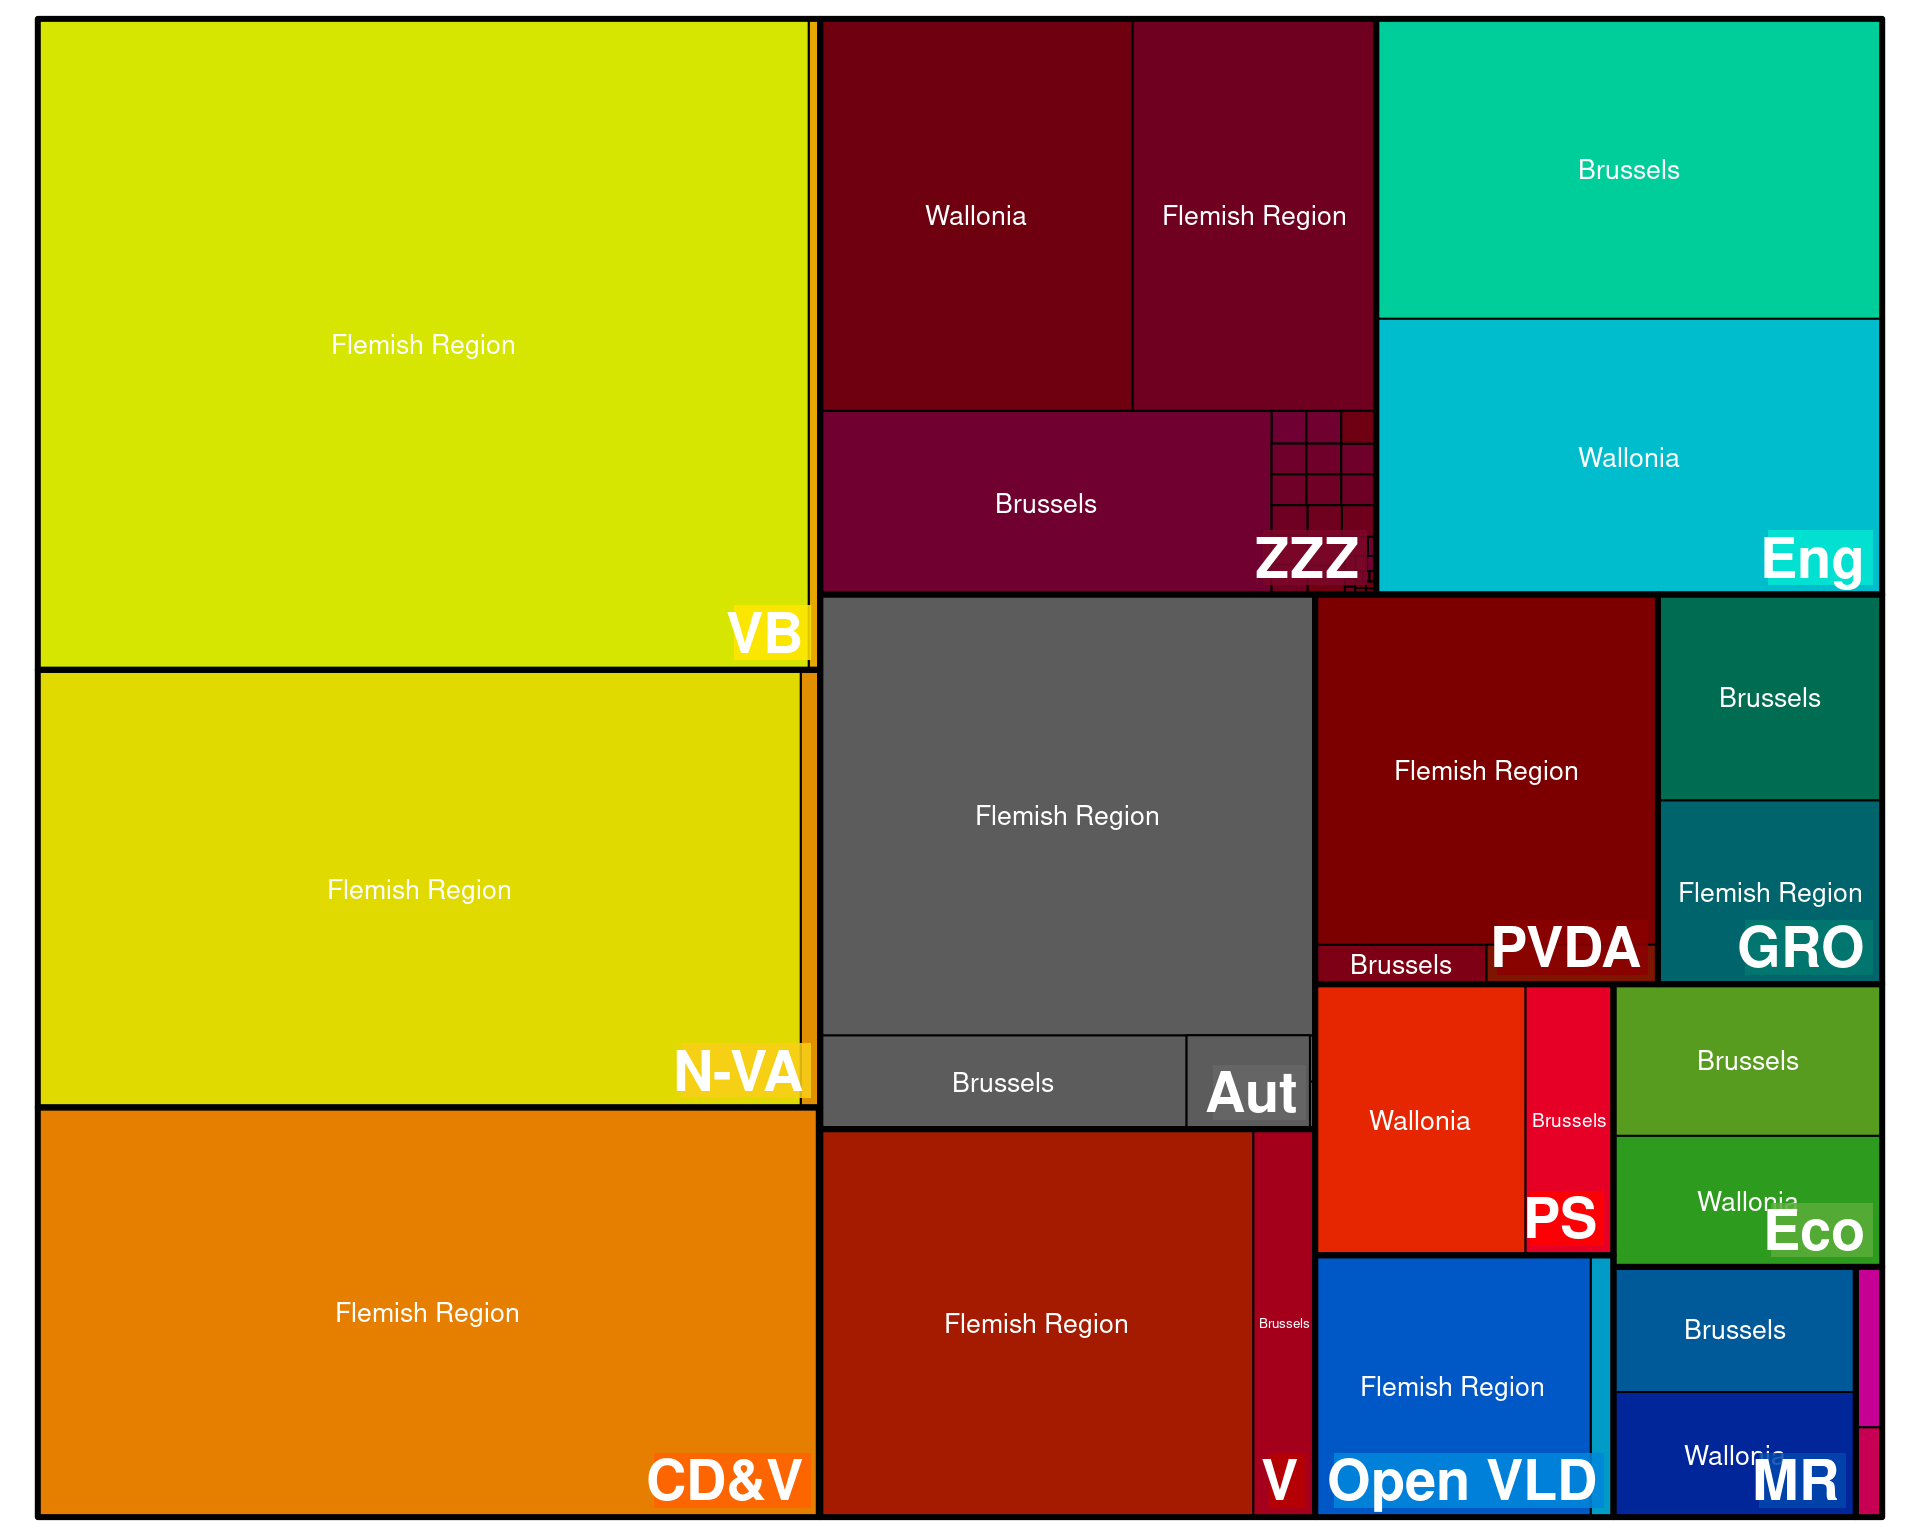 Flemish Region
VB
Flemish Region
N-VA
Flemish Region
CD&V
Wallonia
Flemish Region
Brussels
ZZZ
Brussels
Wallonia
Eng
Flemish Region
Brussels
Aut
Flemish Region
Brussels
V
Flemish Region
Brussels
PVDA
Brussels
Flemish Region
GRO
Wallonia
Brussels
PS
Brussels
Wallonia
Eco
Flemish Region
Open VLD
Brussels
Wallonia
MR